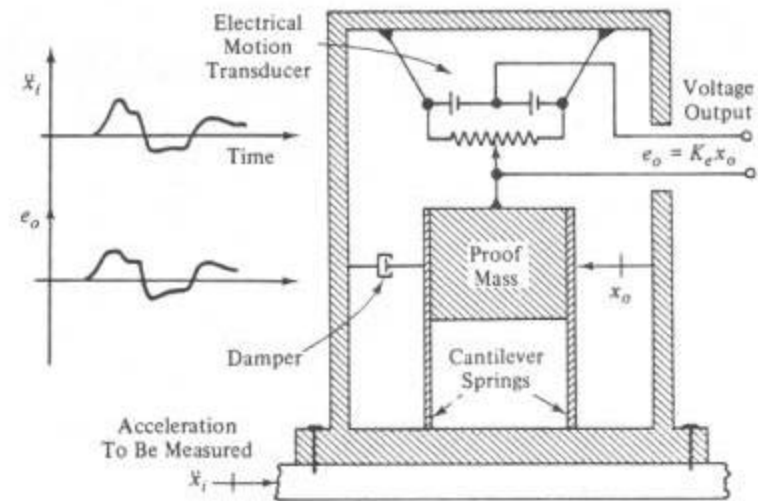 Electrical
Motion
Transducer
ẍᵢ
Time
Voltage
Output
eₒ = Kₑxₒ
eₒ
Proof
Mass
xₒ
Damper
Cantilever
Springs
Acceleration
To Be Measured
ẍᵢ